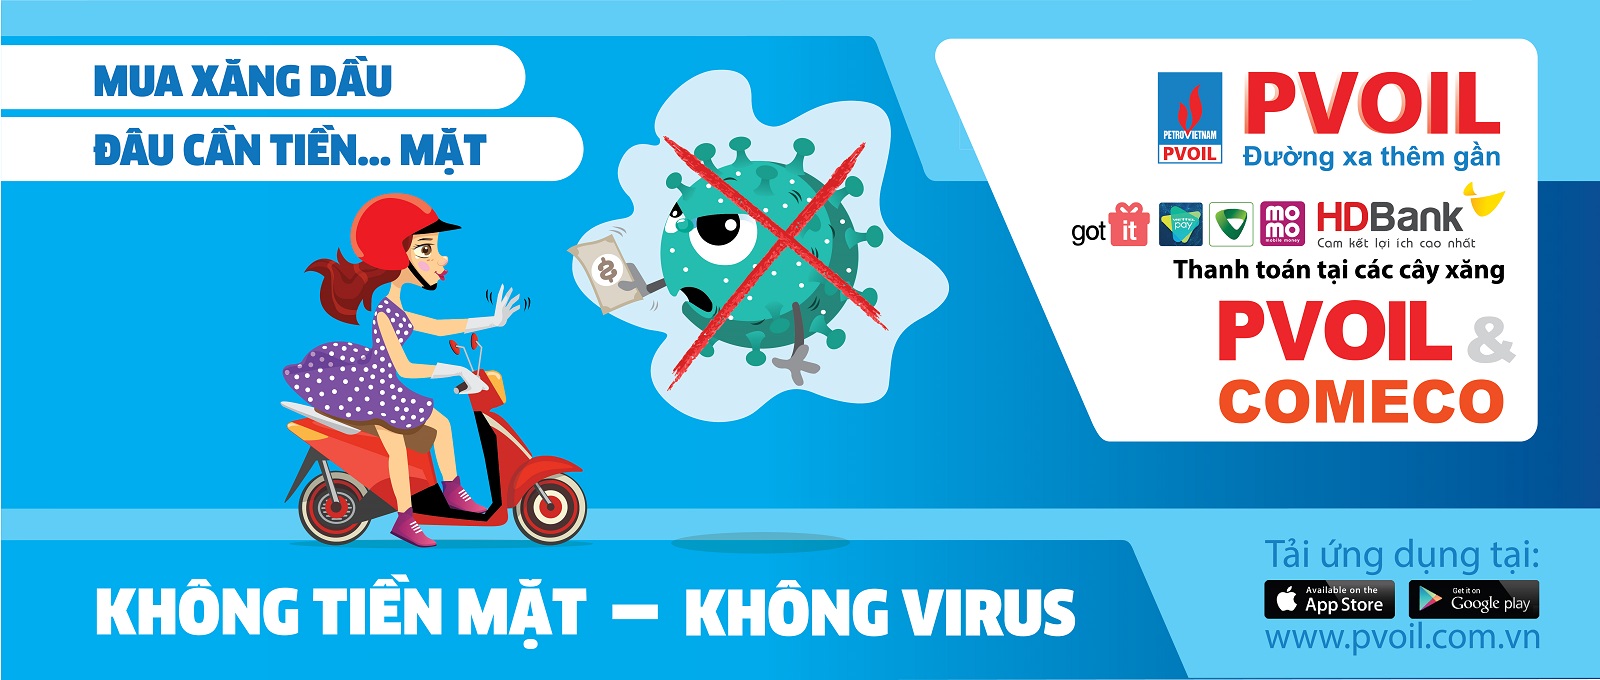 MUA XĂNG DẦU
ĐÂU CẦN TIỀN... MẶT
PETROVIETNAM
PVOIL
PVOIL
Đường xa thêm gần
got it
VIETTEL
pay
mo
mo
mobile money
HDBank
Cam kết lợi ích cao nhất
Thanh toán tại các cây xăng
PVOIL &
COMECO
$
KHÔNG TIỀN MẶT – KHÔNG VIRUS
Tải ứng dụng tại:
Available on the
App Store
Get it on
Google play
www.pvoil.com.vn